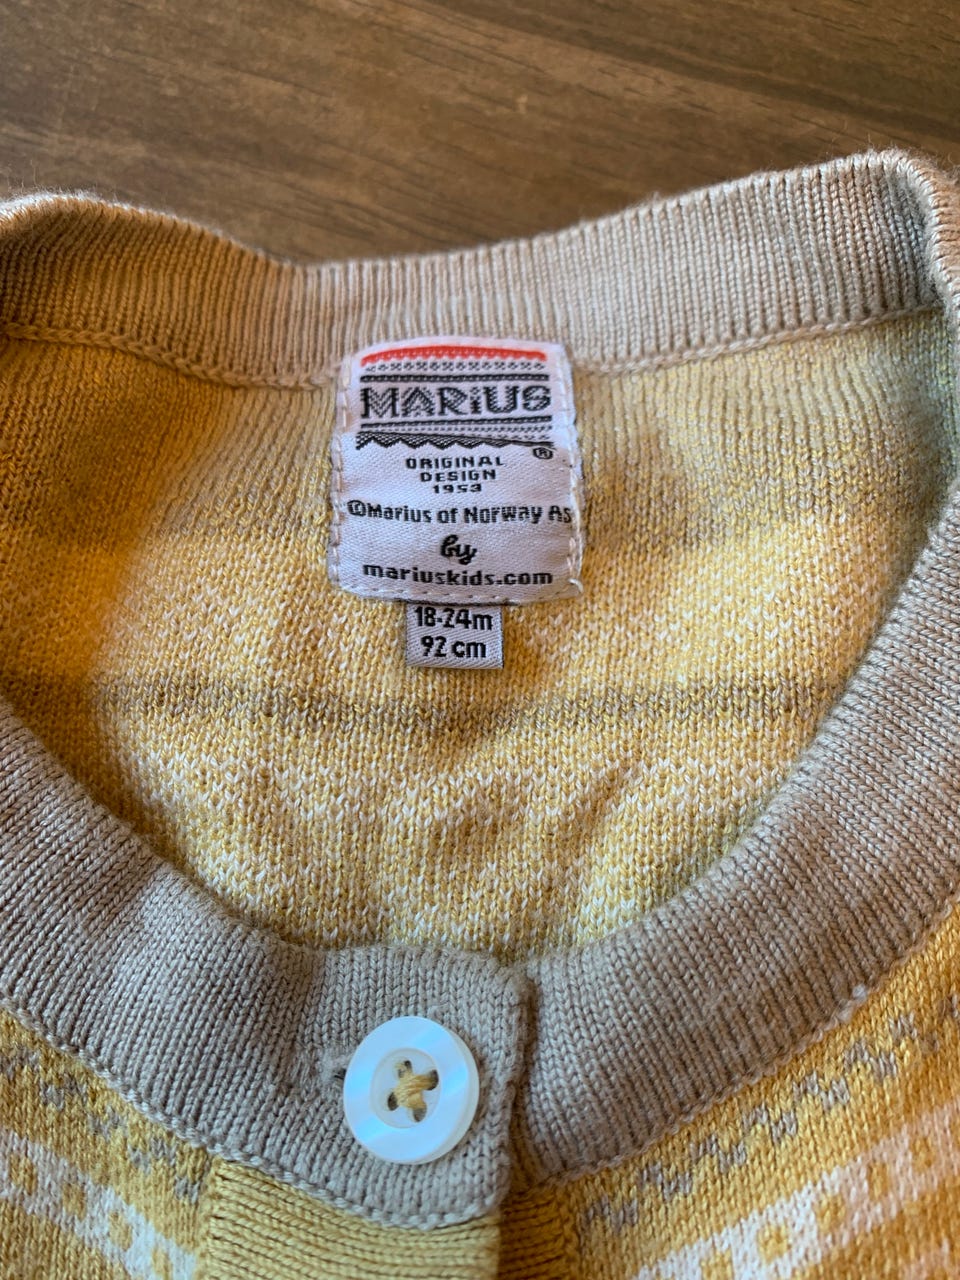 MARiUS
®
ORIGINAL
DESIGN
1953
©Marius of Norway AS
by
mariuskids.com
18-24m
92 cm